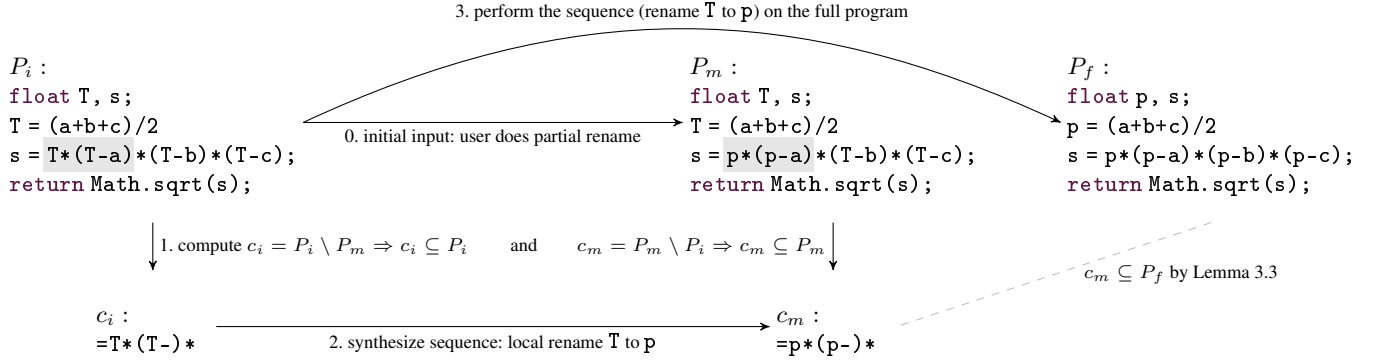 3. perform the sequence (rename T to p) on the full program
P_i :
float T, s;
T = (a+b+c)/2
s = T*(T-a)*(T-b)*(T-c);
return Math.sqrt(s);
0. initial input: user does partial rename
P_m :
float T, s;
T = (a+b+c)/2
s = p*(p-a)*(T-b)*(T-c);
return Math.sqrt(s);
P_f :
float p, s;
p = (a+b+c)/2
s = p*(p-a)*(p-b)*(p-c);
return Math.sqrt(s);
1. compute c_i = P_i \ P_m ⇒ c_i ⊆ P_i and c_m = P_m \ P_i ⇒ c_m ⊆ P_m
c_m ⊆ P_f by Lemma 3.3
c_i :
=T*(T-)*
2. synthesize sequence: local rename T to p
c_m :
=p*(p-)*